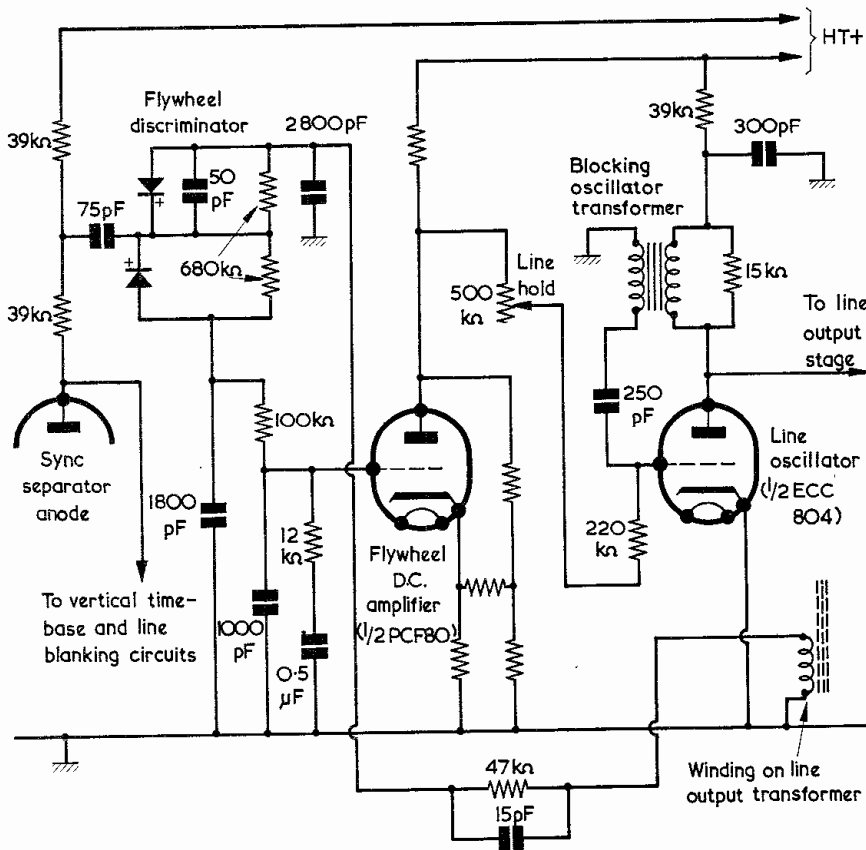 HT+
Flywheel
discriminator
39kΩ
2800pF
39kΩ
300pF
50
pF
Blocking
oscillator
transformer
75pF
+
+
680kΩ
Line
hold
500
kΩ
15kΩ
39kΩ
To line
output
stage
250
pF
100kΩ
Sync
separator
anode
Line
oscillator
(1/2 ECC
804)
1800
pF
12
kΩ
220
kΩ
Flywheel
D.C.
amplifier
(1/2 PCF80)
To vertical time-
base and line
blanking circuits
1000
pF
0·5
μF
47kΩ
15pF
Winding on line
output transformer